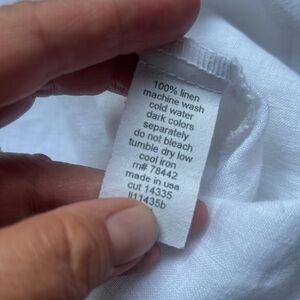 100% linen
machine wash
cold water
dark colors
separately
do not bleach
tumble dry low
cool iron
rn# 78442
made in usa
cut 14335
li11435b